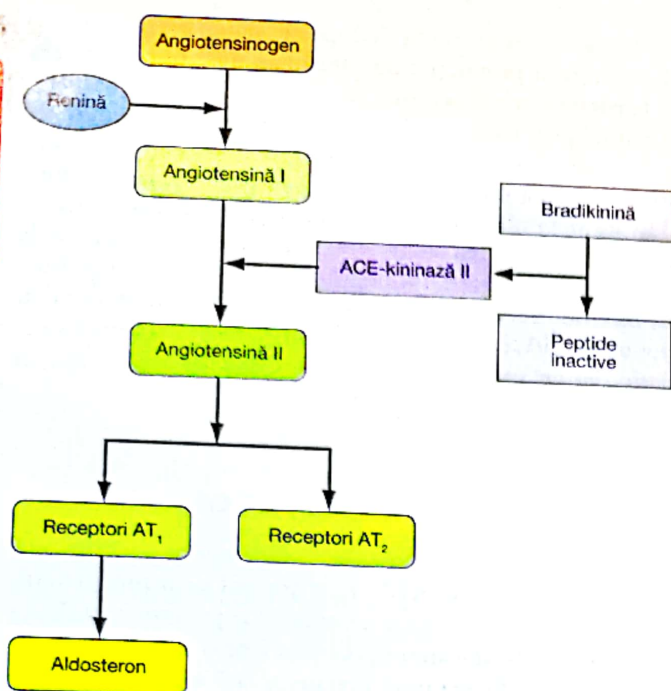 Angiotensinogen
Renină
Angiotensină I
Bradikinină
ACE-kininază II
Angiotensină II
Peptide
inactive
Receptori AT₁
Receptori AT₂
Aldosteron